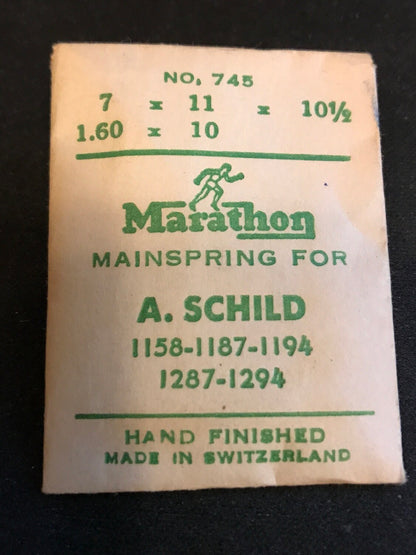 NO. 745
7 x 11 x 10½
1.60 x 10
Marathon
MAINSPRING FOR
A. SCHILD
1158-1187-1194
1287-1294
HAND FINISHED
MADE IN SWITZERLAND